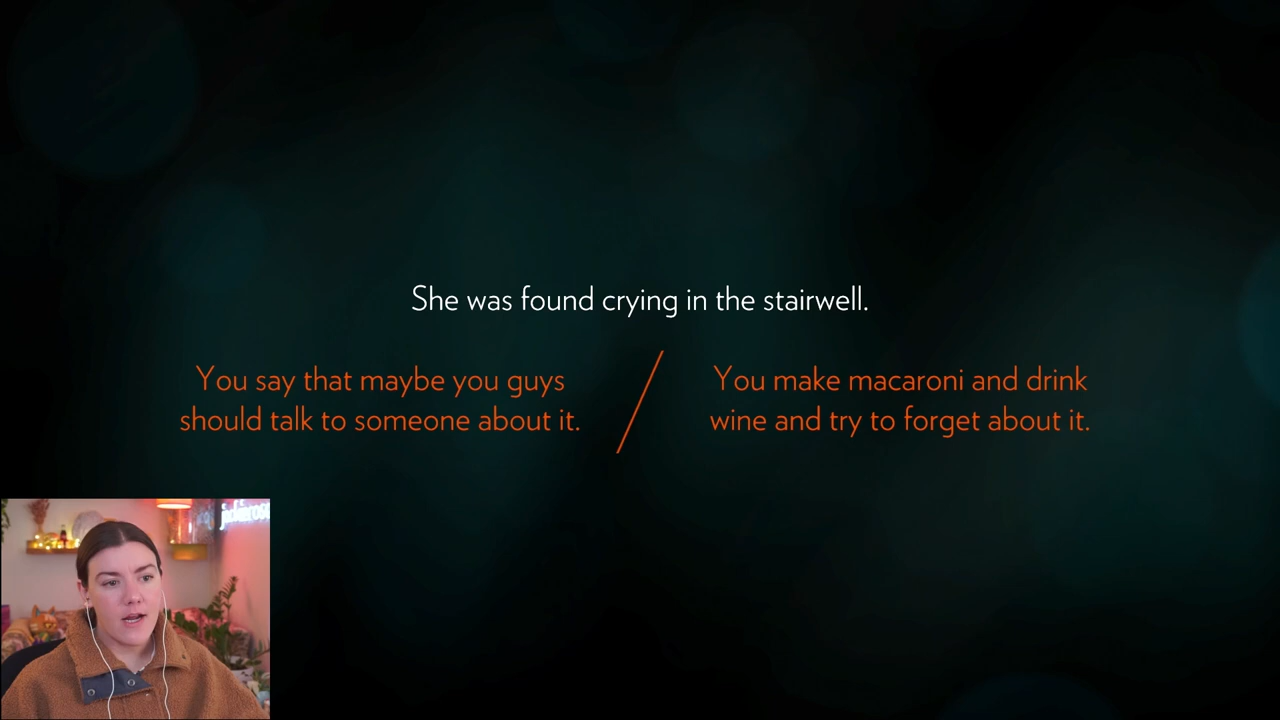 She was found crying in the stairwell.
You say that maybe you guys
should talk to someone about it.
You make macaroni and drink
wine and try to forget about it.